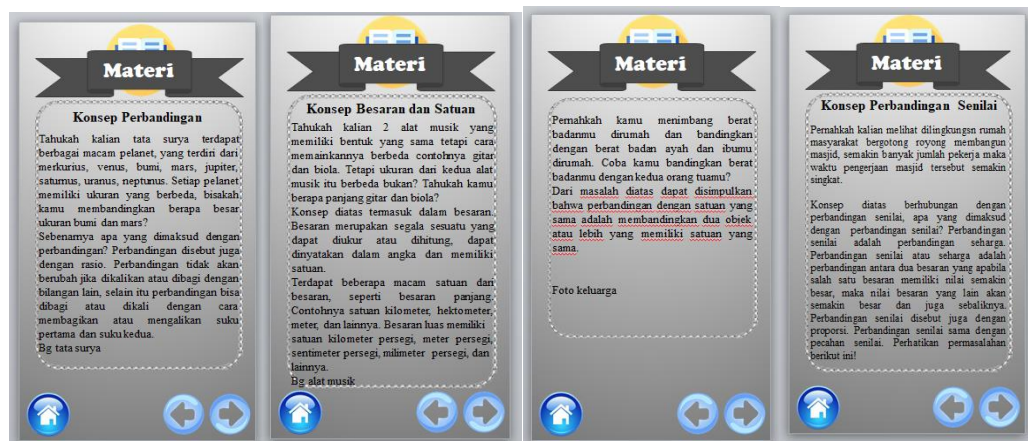 Materi
Konsep Perbandingan
Tahukah kalian tata surya terdapat
berbagai macam pelanet, yang terdiri dari
merkurius, venus, bumi, mars, jupiter,
saturnus, uranus, neptunus. Setiap pelanet
memiliki ukuran yang berbeda, bisakah
kamu membandingkan berapa besar
ukuran bumi dan mars?
Sebenarnya apa yang dimaksud dengan
perbandingan? Perbandingan disebut juga
dengan rasio. Perbandingan tidak akan
berubah jika dikalikan atau dibagi dengan
bilangan lain, selain itu perbandingan bisa
dibagi atau dikali dengan cara
membagikan atau mengalikan suku
pertama dan suku kedua.
Bg tata surya
Materi
Konsep Besaran dan Satuan
Tahukah kalian 2 alat musik yang
memiliki bentuk yang sama tetapi cara
memainkannya berbeda contohnya gitar
dan biola. Tetapi ukuran dari kedua alat
musik itu berbeda bukan? Tahukah kamu
berapa panjang gitar dan biola?
Konsep diatas termasuk dalam besaran.
Besaran merupakan segala sesuatu yang
dapat diukur atau dihitung, dapat
dinyatakan dalam angka dan memiliki
satuan.
Terdapat beberapa macam satuan dari
besaran, seperti besaran panjang.
Contohnya satuan kilometer, hektometer,
meter, dan lainnya. Besaran luas memiliki
satuan kilometer persegi, meter persegi,
sentimeter persegi, milimeter persegi, dan
lainnya.
Bg alat musik
Materi
Pernahkah kamu menimbang berat
badanmu dirumah dan bandingkan
dengan berat badan ayah dan ibumu
dirumah. Coba kamu bandingkan berat
badanmu dengan kedua orang tuamu?
Dari masalah diatas dapat disimpulkan
bahwa perbandingan dengan satuan yang
sama adalah membandingkan dua objek
atau lebih yang memiliki satuan yang
sama.
Foto keluarga
Materi
Konsep Perbandingan Senilai
Pernahkah kalian melihat dilingkungsn rumah
masyarakat bergotong royong membangun
masjid, semakin banyak jumlah pekerja maka
waktu pengerjaan masjid tersebut semakin
singkat.
Konsep diatas berhubungan dengan
perbandingan senilai, apa yang dimaksud
dengan perbandingan senilai? Perbandingan
senilai adalah perbandingan seharga.
Perbandingan senilai atau seharga adalah
perbandingan antara dua besaran yang apabila
salah satu besaran memiliki nilai semakin
besar, maka nilai besaran yang lain akan
semakin besar dan juga sebaliknya.
Perbandingan senilai disebut juga dengan
proporsi. Perbandingan senilai sama dengan
pecahan senilai. Perhatikan permasalahan
berikut ini!